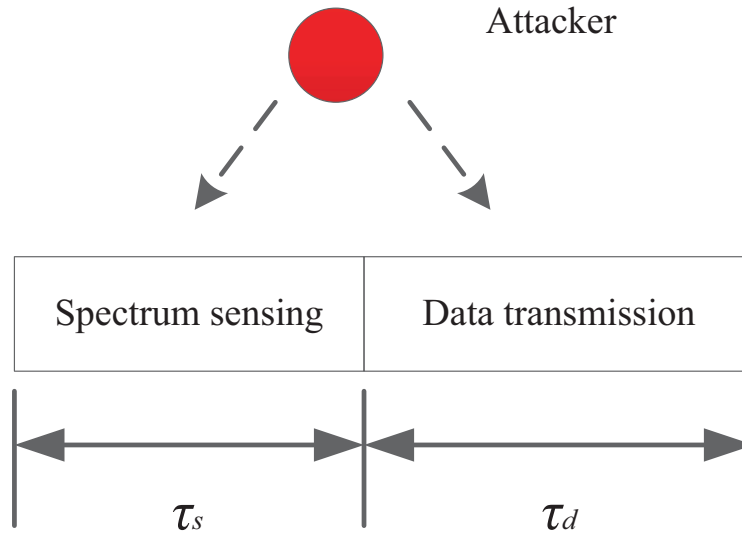 Attacker
Spectrum sensing Data transmission
τs τd